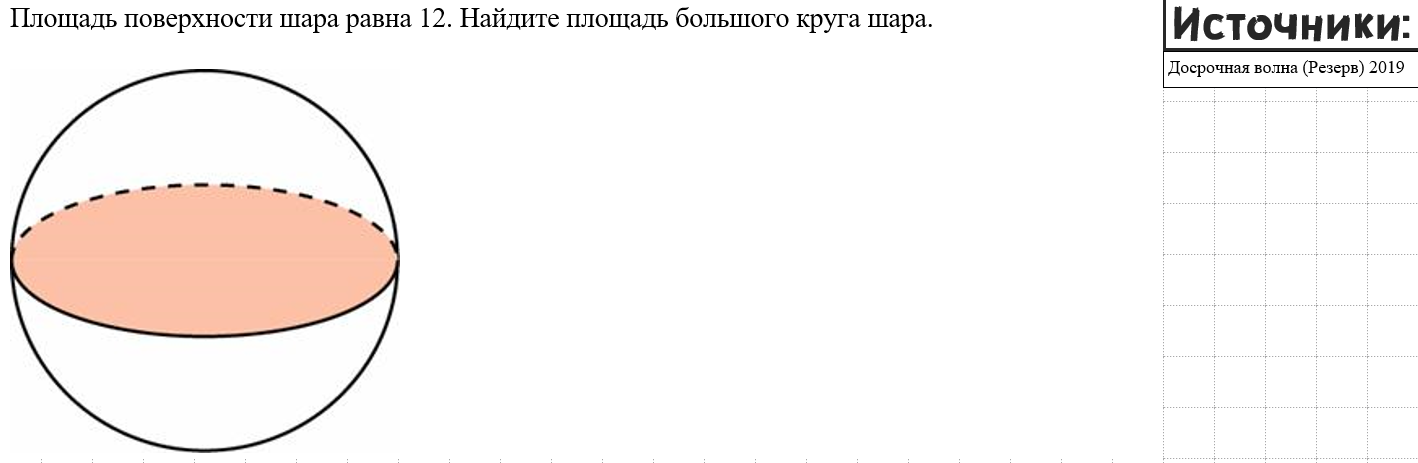 Площадь поверхности шара равна 12. Найдите площадь большого круга шара.
Источники:
Досрочная волна (Резерв) 2019